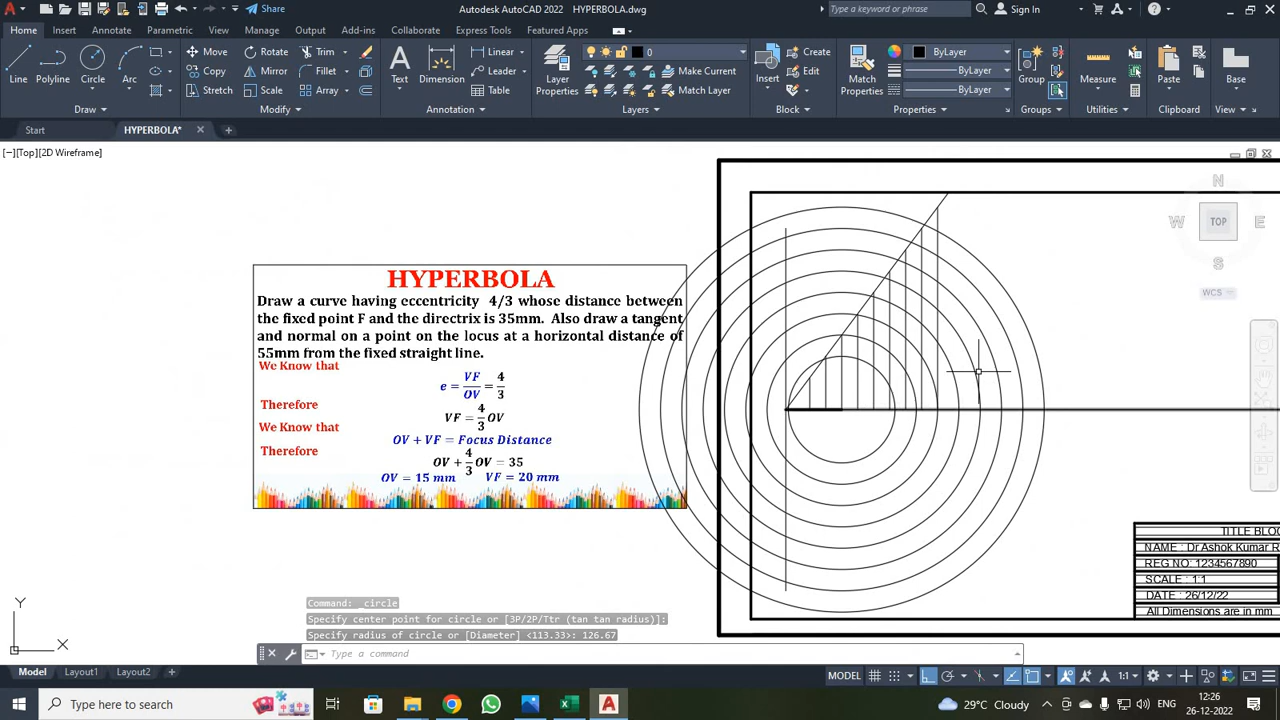 Share
Autodesk AutoCAD 2022 HYPERBOLA.dwg
Type a keyword or phrase
Sign In
Home Insert Annotate Parametric View Manage Output Add-ins Collaborate Express Tools Featured Apps
Line Polyline Circle Arc
Move Rotate Trim
Copy Mirror Fillet
Stretch Scale Array
Text Dimension
Linear
Leader
Table
Layer Properties
0
Make Current
Match Layer
Insert
Create
Edit
Match Properties
ByLayer
ByLayer
ByLayer
Group
Measure
Paste
Base
Draw Modify Annotation Layers Block Properties Groups Utilities Clipboard View
Start HYPERBOLA*
[−][Top][2D Wireframe]
N
W TOP E
S
WCS
HYPERBOLA
Draw a curve having eccentricity 4/3 whose distance between
the fixed point F and the directrix is 35mm. Also draw a tangent
and normal on a point on the locus at a horizontal distance of
55mm from the fixed straight line.
We Know that
e = VF/OV = 4/3
Therefore
VF = 4/3 OV
We Know that
OV + VF = Focus Distance
Therefore
OV + 4/3 OV = 35
OV = 15 mm VF = 20 mm
TITLE BLO
NAME : Dr Ashok Kumar R
REG NO: 1234567890
SCALE : 1:1
DATE : 26/12/22
All Dimensions are in mm
Y
X
Command: _circle
Specify center point for circle or [3P/2P/Ttr (tan tan radius)]:
Specify radius of circle or [Diameter] <113.33>: 126.67
Type a command
Model Layout1 Layout2
MODEL
1:1
Type here to search
29°C Cloudy
ENG
12:26
26-12-2022